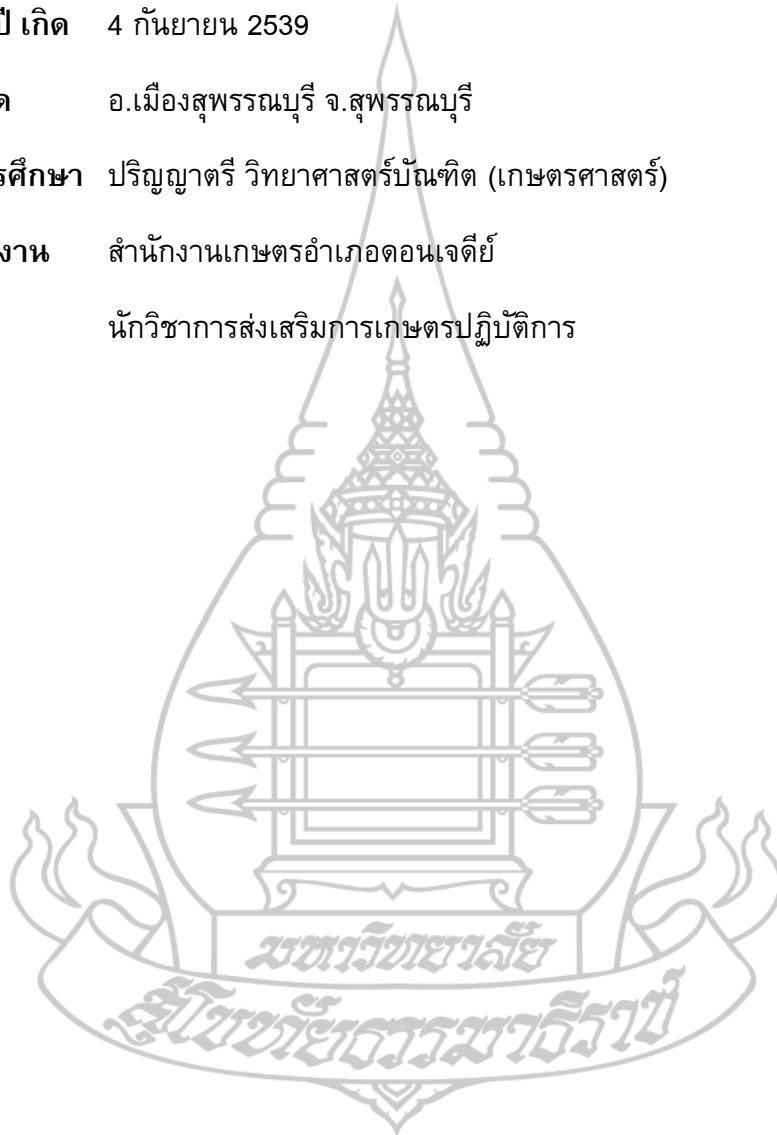 ปี เกิด 4 กันยายน 2539
ด อ.เมืองสุพรรณบุรี จ.สุพรรณบุรี
รศึกษา ปริญญาตรี วิทยาศาสตร์บัณฑิต (เกษตรศาสตร์)
งาน สำนักงานเกษตรอำเภอดอนเจดีย์
นักวิชาการส่งเสริมการเกษตรปฏิบัติการ
มหาวิทยาลัย
สุโขทัยธรรมาธิราช